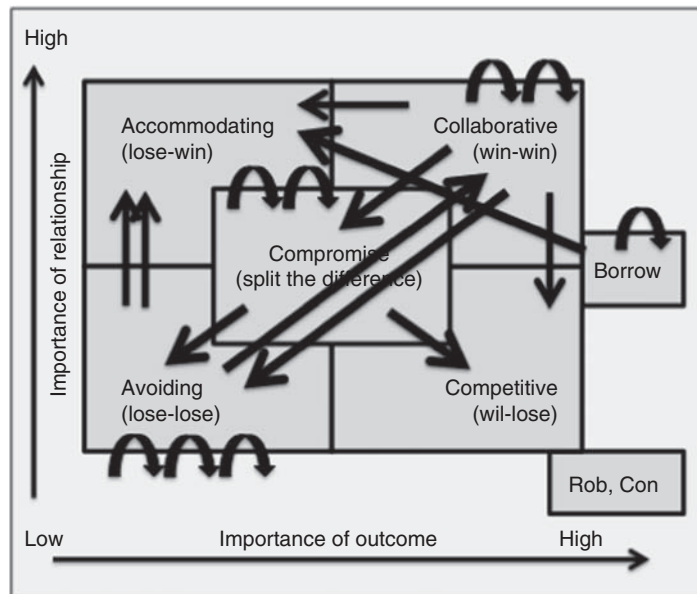 High
Accommodating
(lose-win)
Collaborative
(win-win)
Compromise
(split the difference)
Borrow
Avoiding
(lose-lose)
Competitive
(wil-lose)
Rob, Con
Importance of relationship
Low
Importance of outcome
High